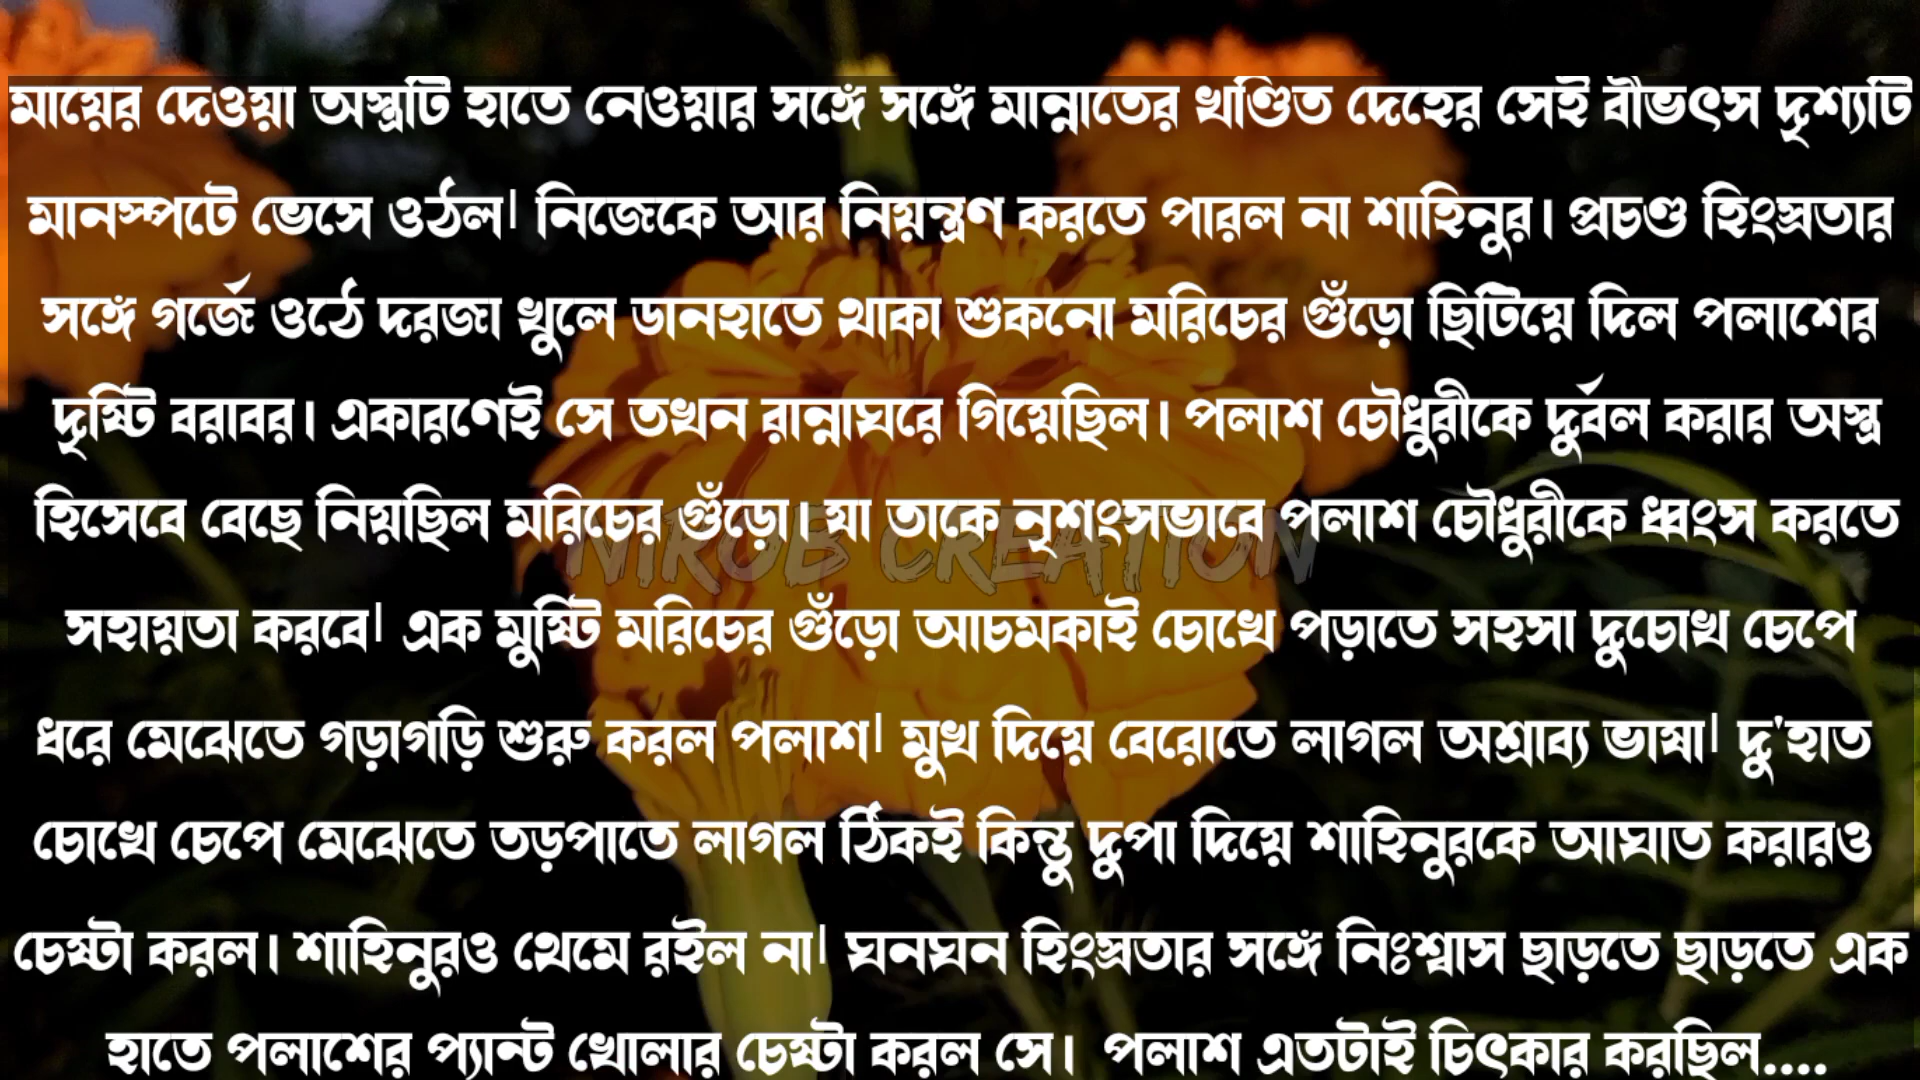 মায়ের দেওয়া অস্ত্রটি হাতে নেওয়ার সঙ্গে সঙ্গে মান্নাতের খণ্ডিত দেহের সেই বীভৎস দৃশ্যটি
মানস্পটে ভেসে ওঠল। নিজেকে আর নিয়ন্ত্রণ করতে পারল না শাহিনুর। প্রচণ্ড হিংস্রতার
সঙ্গে গর্জে ওঠে দরজা খুলে ডানহাতে থাকা শুকনো মরিচের গুঁড়ো ছিটিয়ে দিল পলাশের
দৃষ্টি বরাবর। একারণেই সে তখন রান্নাঘরে গিয়েছিল। পলাশ চৌধুরীকে দুর্বল করার অস্ত্র
হিসেবে বেছে নিয়ছিল মরিচের গুঁড়ো। যা তাকে নৃশংসভাবে পলাশ চৌধুরীকে ধ্বংস করতে
NIROB CREATION
সহায়তা করবে। এক মুষ্টি মরিচের গুঁড়ো আচমকাই চোখে পড়াতে সহসা দুচোখ চেপে
ধরে মেঝেতে গড়াগড়ি শুরু করল পলাশ। মুখ দিয়ে বেরোতে লাগল অশ্রাব্য ভাষা। দু'হাত
চোখে চেপে মেঝেতে তড়পাতে লাগল ঠিকই কিন্তু দুপা দিয়ে শাহিনুরকে আঘাত করারও
চেষ্টা করল। শাহিনুরও থেমে রইল না। ঘনঘন হিংস্রতার সঙ্গে নিঃশ্বাস ছাড়তে ছাড়তে এক
হাতে পলাশের প্যান্ট খোলার চেষ্টা করল সে। পলাশ এতটাই চিৎকার করছিল....